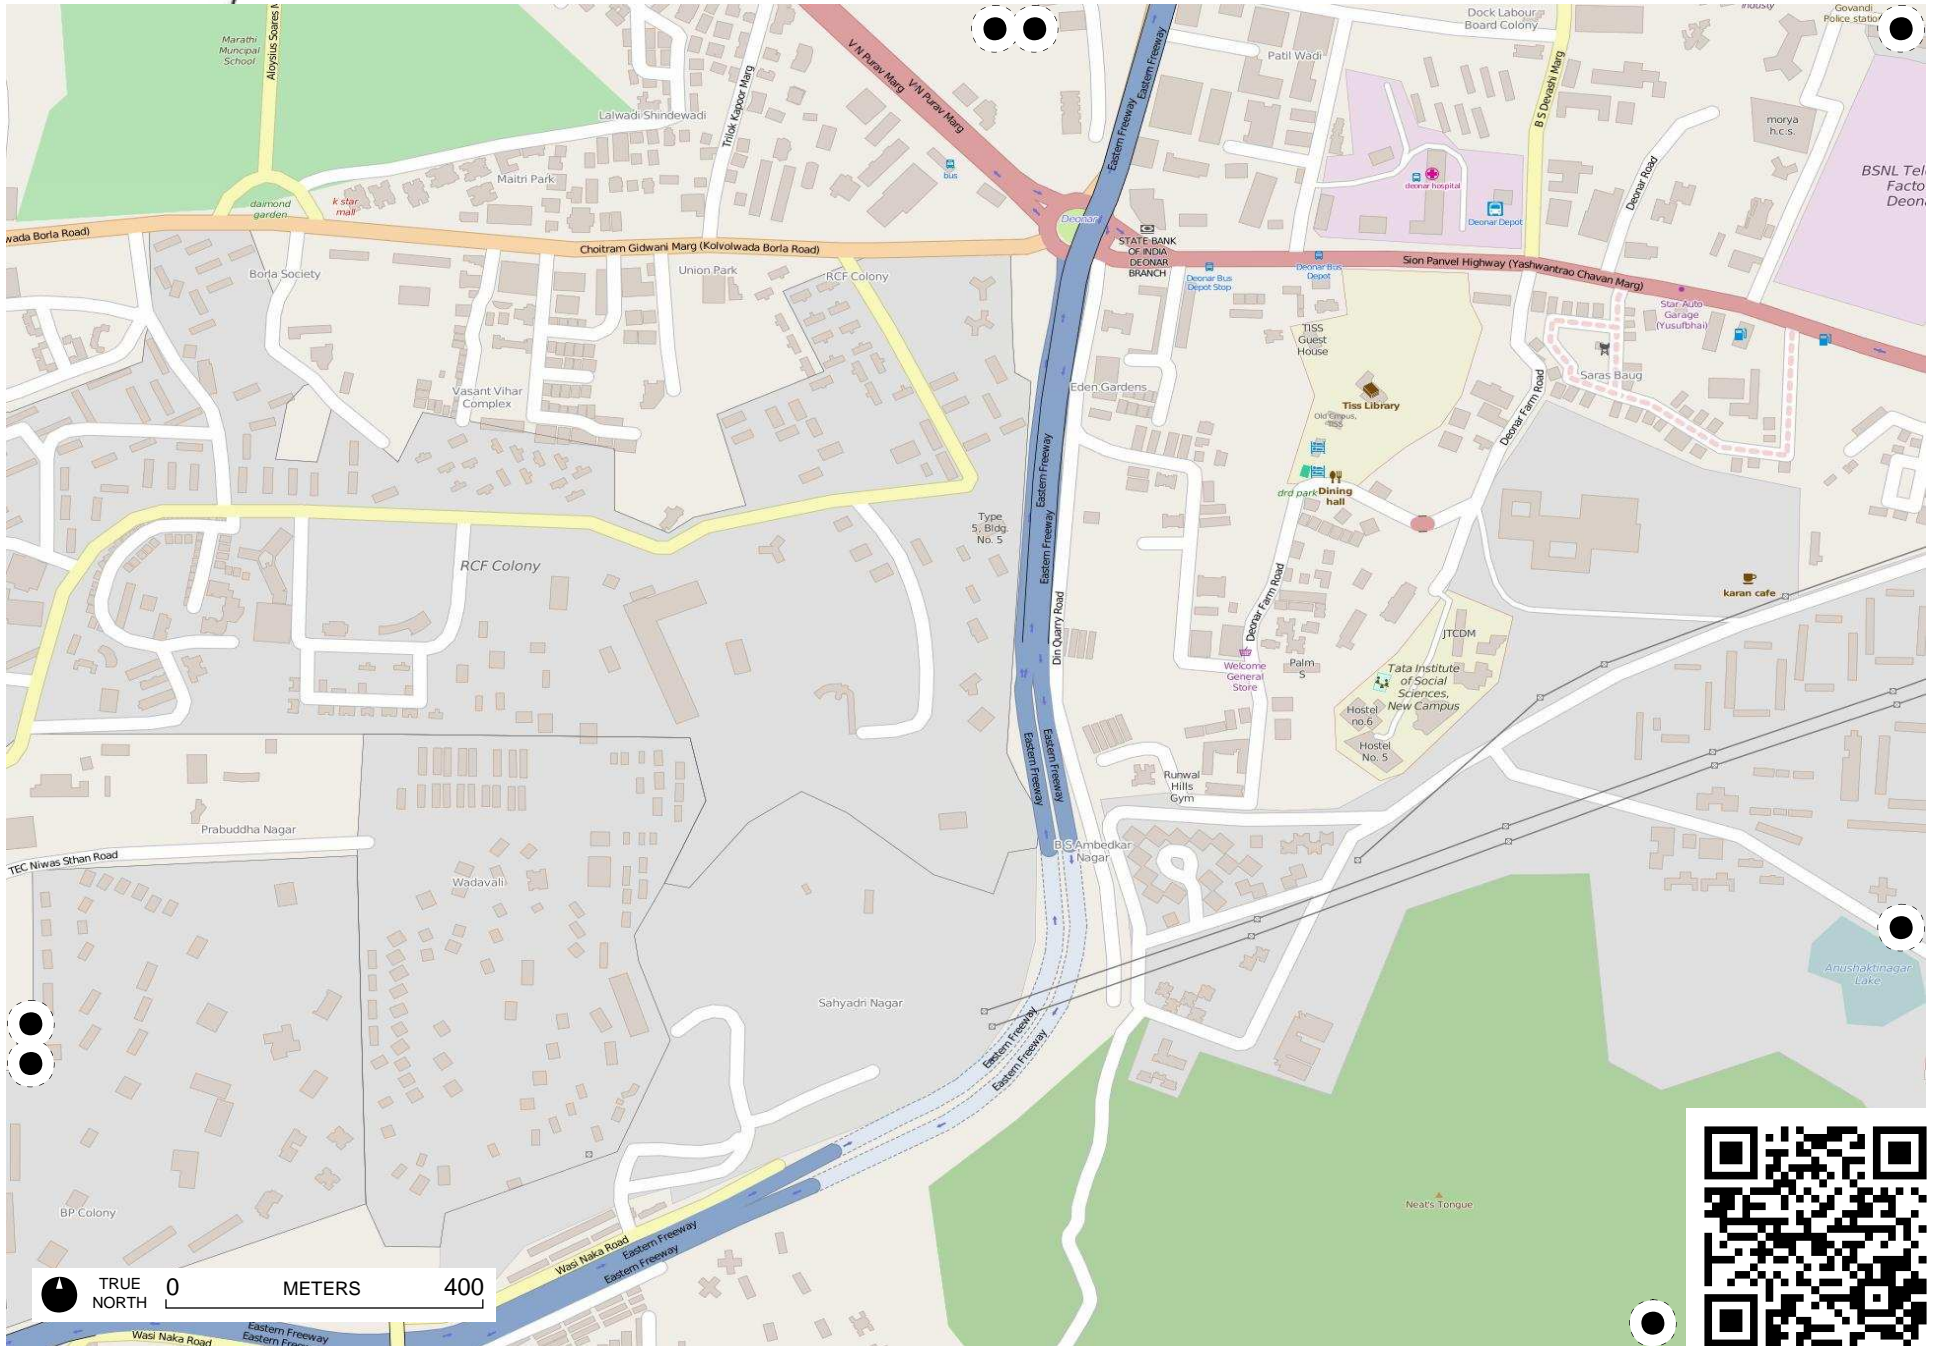 Marathi
Muncipal
School
Aloysius Soares M
Lalwadi Shindewadi
Trilok Kapoor Marg
V N Purav Marg
V N Purav Marg
Eastern Freeway
Eastern Freeway
Eastern Freeway
Patil Wadi
Dock Labour
Board Colony
B S Devashi Marg
industy
Govandi
Police statio
morya
h.c.s.
BSNL Tel
Facto
Deona
Deonar Road
deonar hospital
Deonar Depot
bus
Maitri Park
k star
mall
daimond
garden
wada Borla Road)
Choitram Gidwani Marg (Kolvolwada Borla Road)
Deonar
STATE BANK
OF INDIA
DEONAR
BRANCH
Deonar Bus
Depot Stop
Deonar Bus
Depot
Sion Panvel Highway (Yashwantrao Chavan Marg)
Star Auto
Garage
(Yusufbhai)
Borla Society
Union Park
RCF Colony
TISS
Guest
House
Saras Baug
Vasant Vihar
Complex
Eden Gardens
Tiss Library
Old Cmpus,
TISS
Deonar Farm Road
drd park
Dining
hall
Eastern Freeway
Eastern Freeway
Type
5, Bldg.
No. 5
RCF Colony
karan cafe
Din Quarry Road
Deonar Farm Road
JTCDM
Welcome
General
Store
Palm
S
Tata Institute
of Social
Sciences,
New Campus
Hostel
no.6
Hostel
No. 5
Eastern Freeway
Eastern Freeway
Runwal
Hills
Gym
Prabuddha Nagar
TEC Niwas Sthan Road
B S Ambedkar
Nagar
Wadavali
Anushaktinagar
Lake
Sahyadri Nagar
Eastern Freeway
Eastern Freeway
Neat's Tongue
BP Colony
Wasi Naka Road
Eastern Freeway
Eastern Freeway
TRUE
NORTH
0 METERS 400
Eastern Freeway
Wasi Naka Road